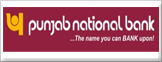 punjab national bank
...The name you can BANK upon!